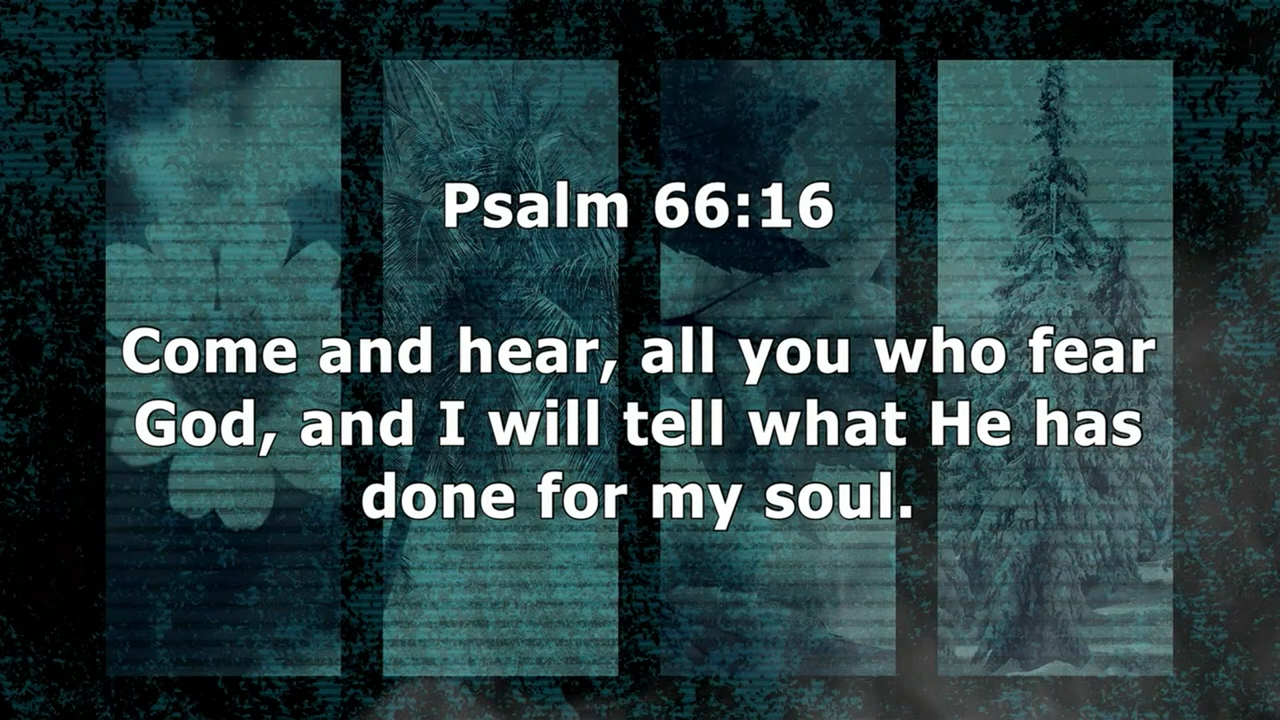 Psalm 66:16
Come and hear, all you who fear
God, and I will tell what He has
done for my soul.